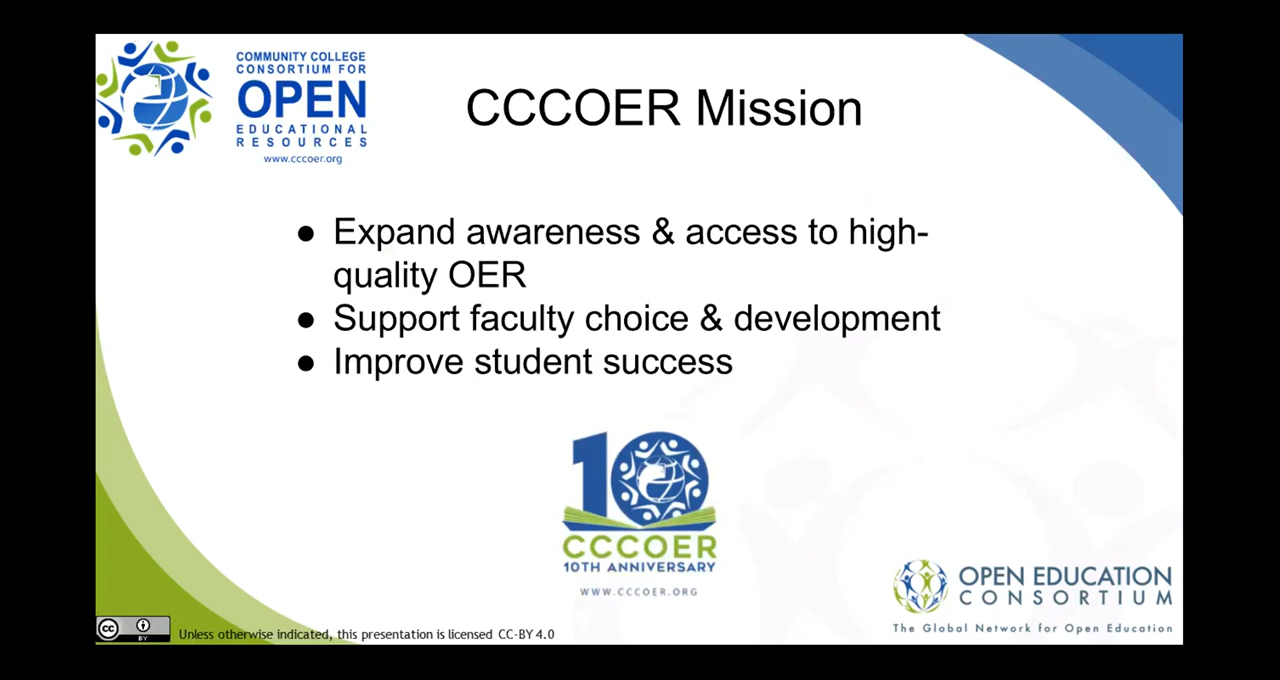 COMMUNITY COLLEGE
CONSORTIUM FOR
OPEN
EDUCATIONAL
RESOURCES
www.cccoer.org
CCCOER Mission
● Expand awareness & access to high-
quality OER
● Support faculty choice & development
● Improve student success
10
CCCOER
10TH ANNIVERSARY
WWW.CCCOER.ORG
OPEN EDUCATION
CONSORTIUM
The Global Network for Open Education
cc BY
Unless otherwise indicated, this presentation is licensed CC-BY 4.0